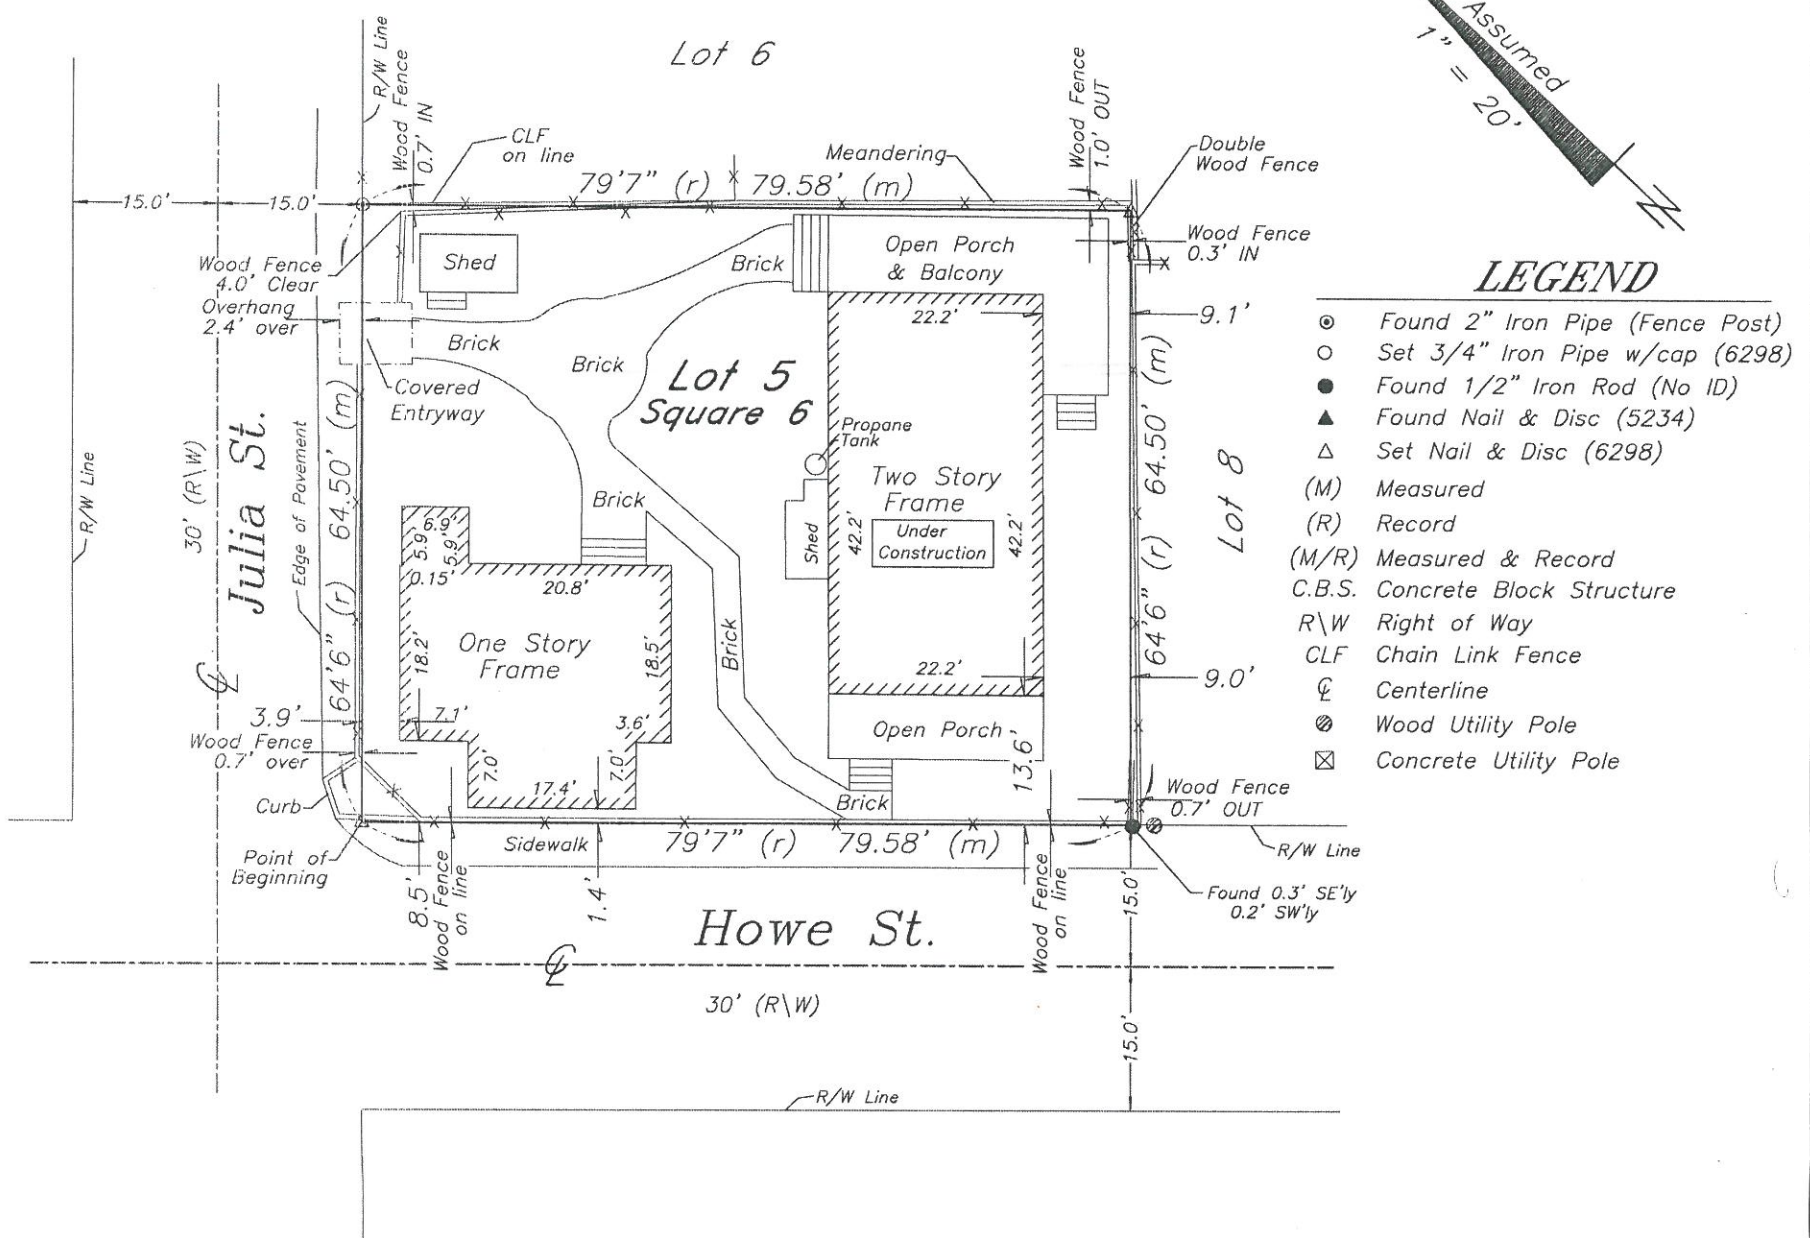 Lot 6
Assumed
1" = 20'
N
R/W Line
Wood Fence
0.7' IN
CLF
on line
Meandering
Wood Fence
1.0' OUT
Double
Wood Fence
79'7" (r) 79.58' (m)
15.0'
15.0'
Wood Fence
0.3' IN
Wood Fence
4.0' Clear
Shed
Brick
Open Porch
& Balcony
Overhang
2.4' over
Brick
22.2'
9.1'
Covered
Entryway
Brick
Lot 5
Square 6
Propane
Tank
Two Story
Frame
Under
Construction
42.2'
42.2'
Shed
Brick
64'6" (r) 64.50' (m)
Lot 8
R/W Line
30' (R\W)
Julia St.
Edge of Pavement
64'6" (r) 64.50' (m)
6.9'
5.9'
5.9'
0.15'
20.8'
One Story
Frame
18.2'
18.5'
Brick
22.2'
9.0'
3.9'
7.1'
3.6'
Open Porch
13.6'
Wood Fence
0.7' over
7.0'
7.0'
17.4'
Curb
Brick
Wood Fence
0.7' OUT
Point of
Beginning
Sidewalk
79'7" (r) 79.58' (m)
R/W Line
8.5'
Wood Fence
on line
1.4'
Wood Fence
on line
15.0'
Found 0.3' SE'ly
0.2' SW'ly
Howe St.
30' (R\W)
15.0'
R/W Line
LEGEND
Found 2" Iron Pipe (Fence Post)
Set 3/4" Iron Pipe w/cap (6298)
Found 1/2" Iron Rod (No ID)
Found Nail & Disc (5234)
Set Nail & Disc (6298)
(M) Measured
(R) Record
(M/R) Measured & Record
C.B.S. Concrete Block Structure
R\W Right of Way
CLF Chain Link Fence
℄ Centerline
Wood Utility Pole
Concrete Utility Pole